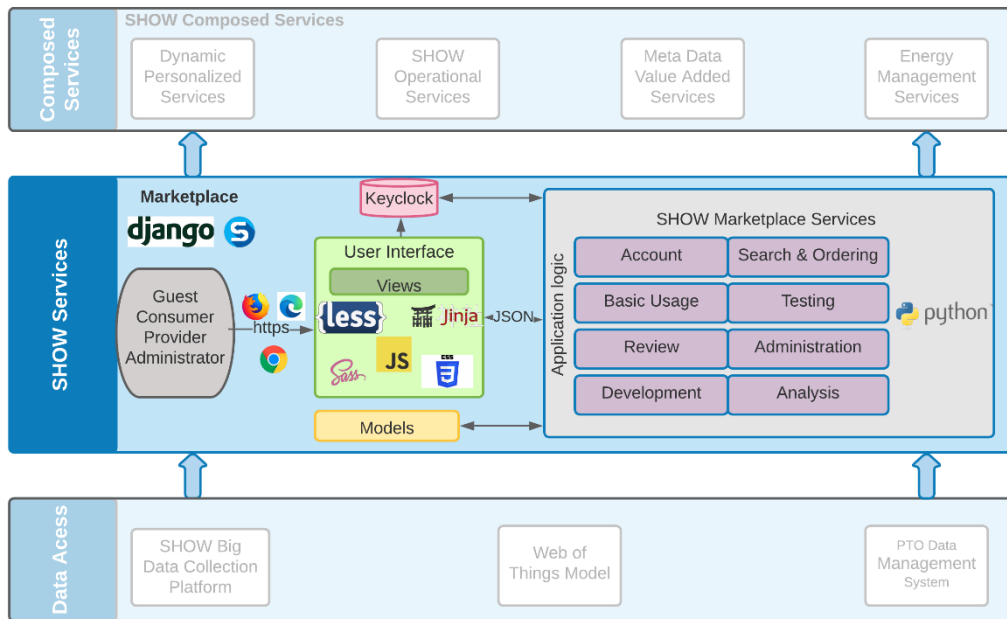 SHOW Composed Services
Composed
Services
Dynamic
Personalized
Services
SHOW
Operational
Services
Meta Data
Value Added
Services
Energy
Management
Services
SHOW Services
Marketplace
django
S
Guest
Consumer
Provider
Administrator
https
Keyclock
User Interface
Views
{less}
Jinja
JS
Sass
CSS
3
JSON
Models
Application logic
SHOW Marketplace Services
Account
Search & Ordering
Basic Usage
Testing
Review
Administration
Development
Analysis
python
Data Acess
SHOW Big
Data Collection
Platform
Web of
Things Model
PTO Data
Management
System